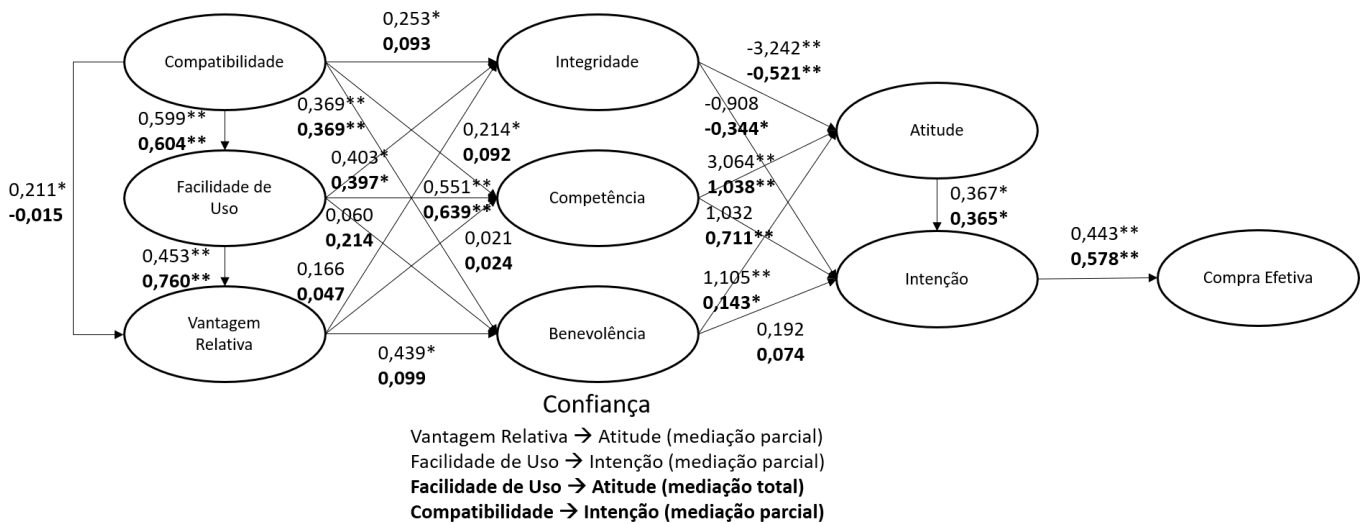 0,253*
0,093
Compatibilidade
Integridade
-3,242**
-0,521**
0,369**
0,369**
0,599**
0,604**
0,214*
0,092
-0,908
-0,344*
Atitude
0,211*
-0,015
Facilidade de
Uso
0,403*
0,397*
0,551**
0,639**
Competência
3,064**
1,038**
0,367*
0,365*
0,060
0,214
1,032
0,711**
0,453**
0,760**
0,021
0,024
0,443**
0,578**
0,166
0,047
1,105**
0,143*
Intenção
Compra Efetiva
Vantagem
Relativa
Benevolência
0,439*
0,099
0,192
0,074
Confiança
Vantagem Relativa → Atitude (mediação parcial)
Facilidade de Uso → Intenção (mediação parcial)
Facilidade de Uso → Atitude (mediação total)
Compatibilidade → Intenção (mediação parcial)